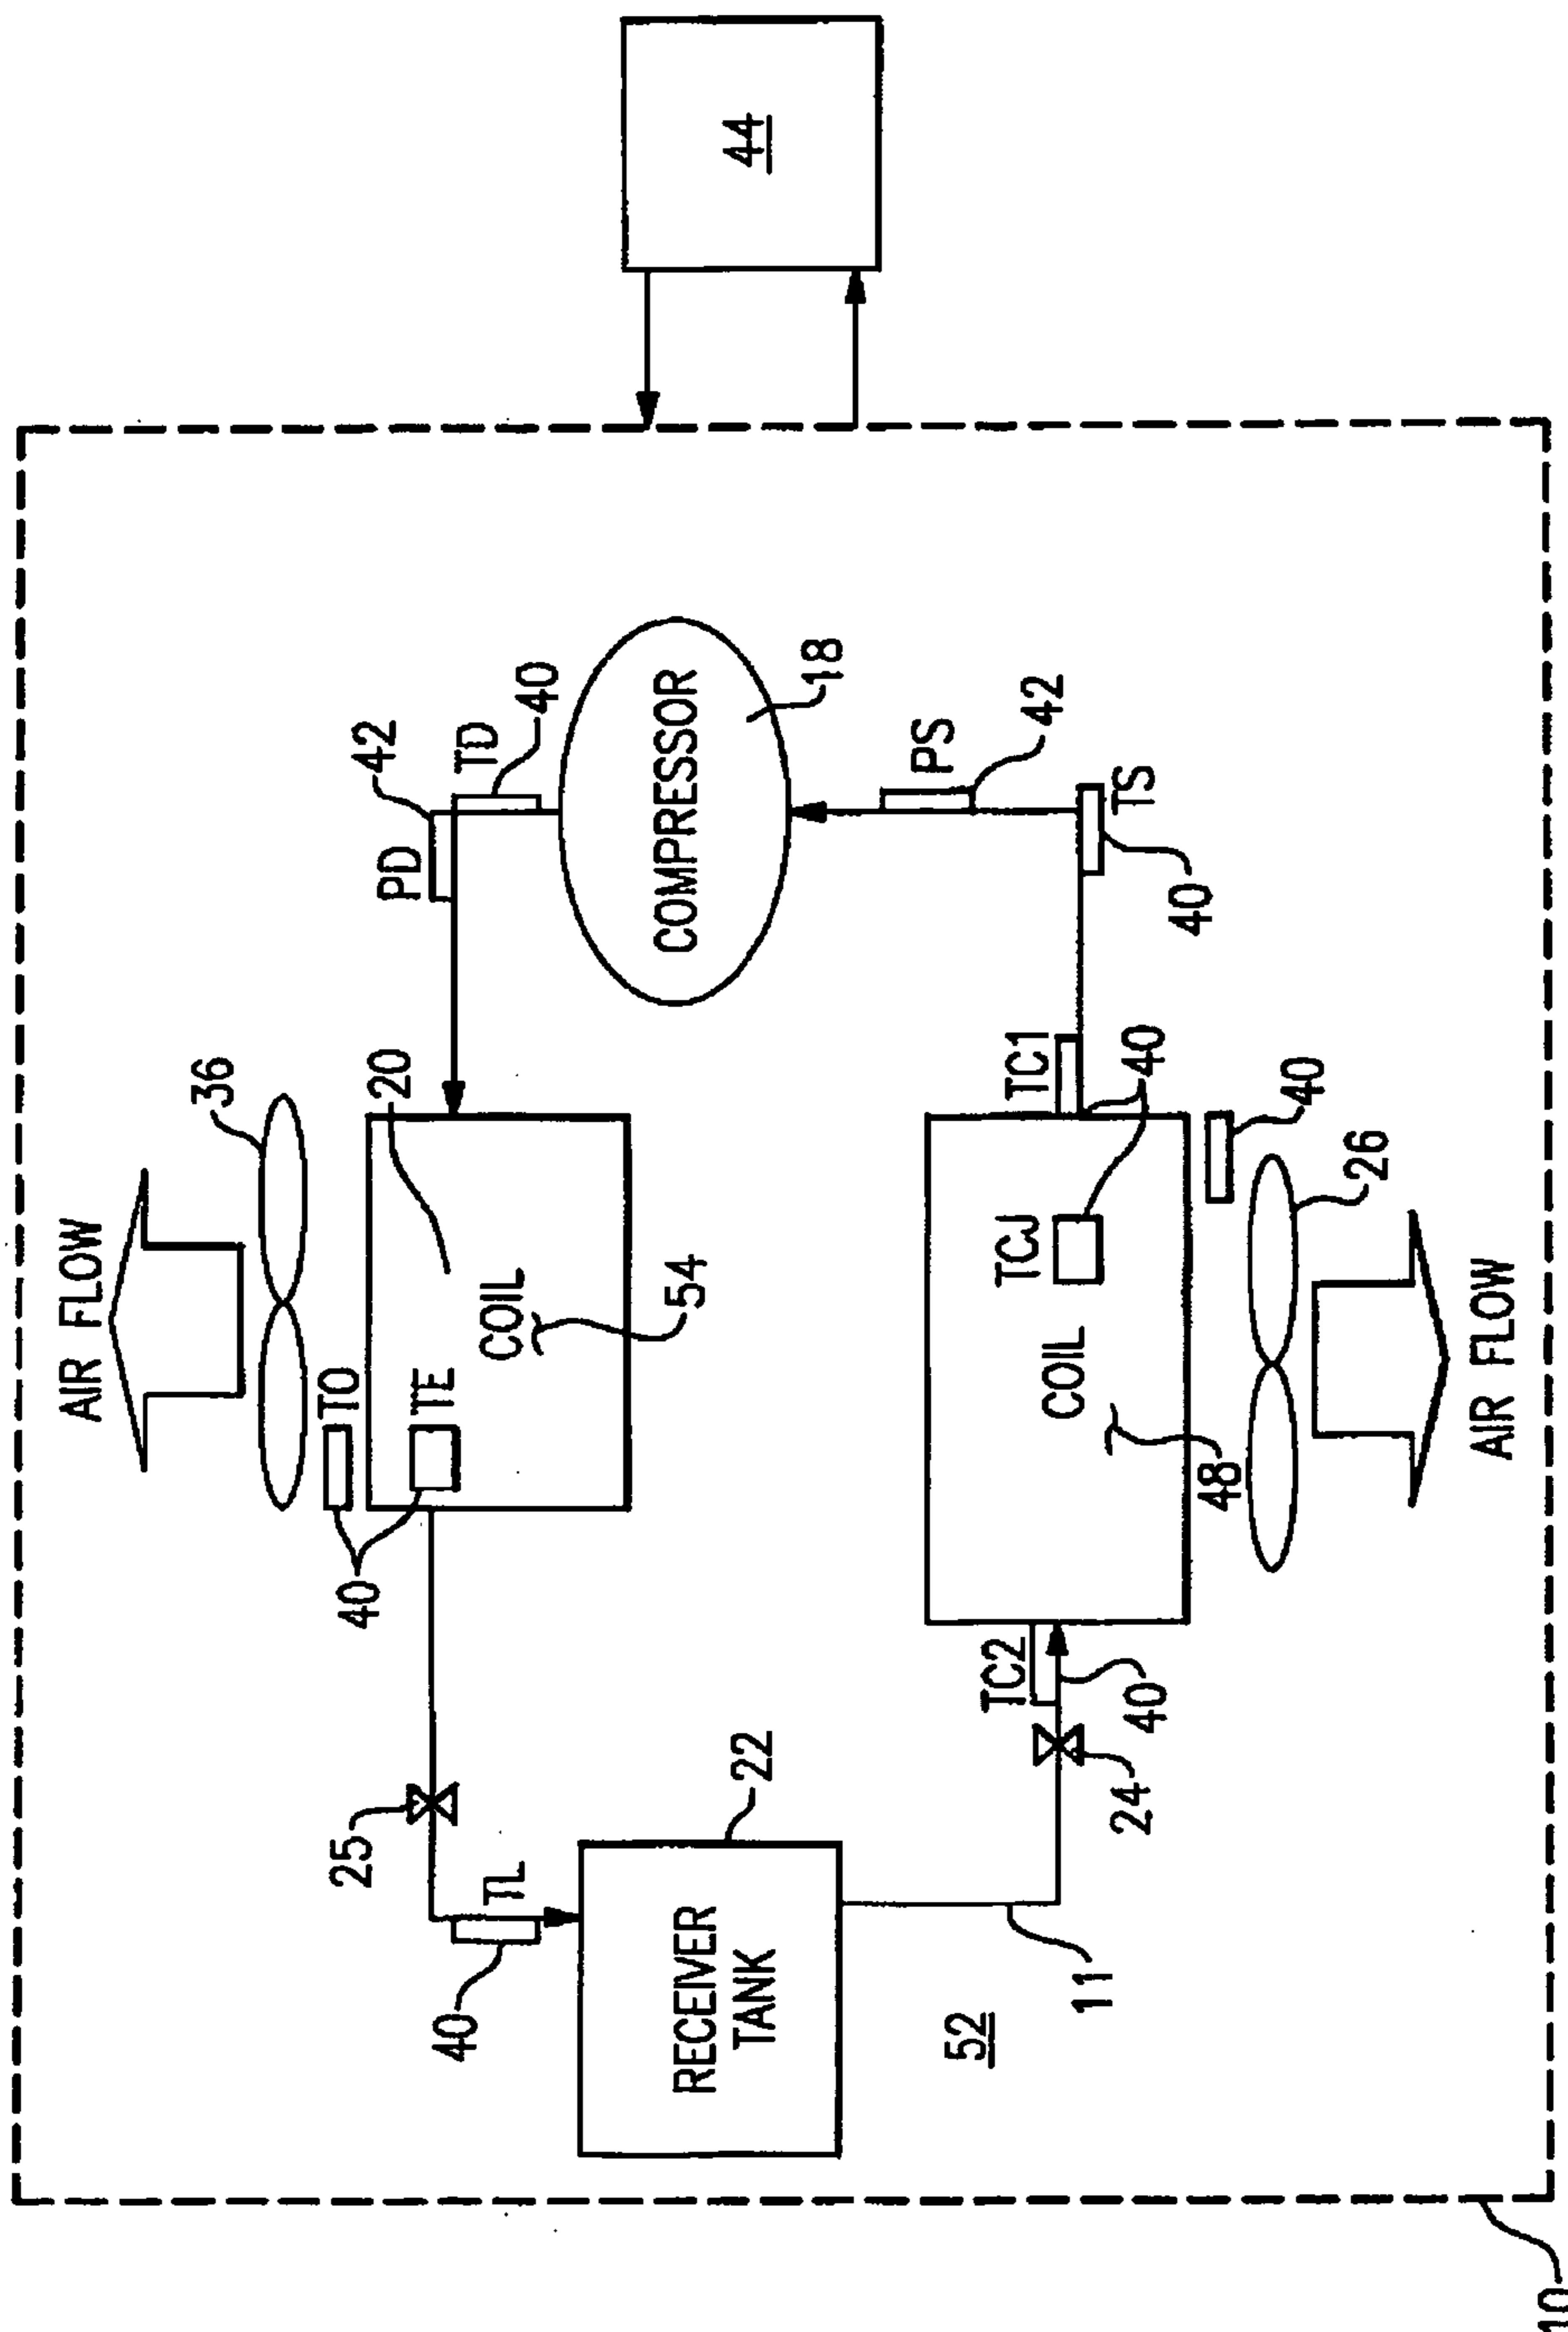 AIR FLOW
36
25
40
TO
42
PD
20
TE
40
TL
COIL
TD
40
54
RECEIVER
TANK
22
COMPRESSOR
18
44
PS
42
52
TC2
TCJ
TC1
COIL
11
24
40
40
TS
40
48
40
26
AIR FLOW
10